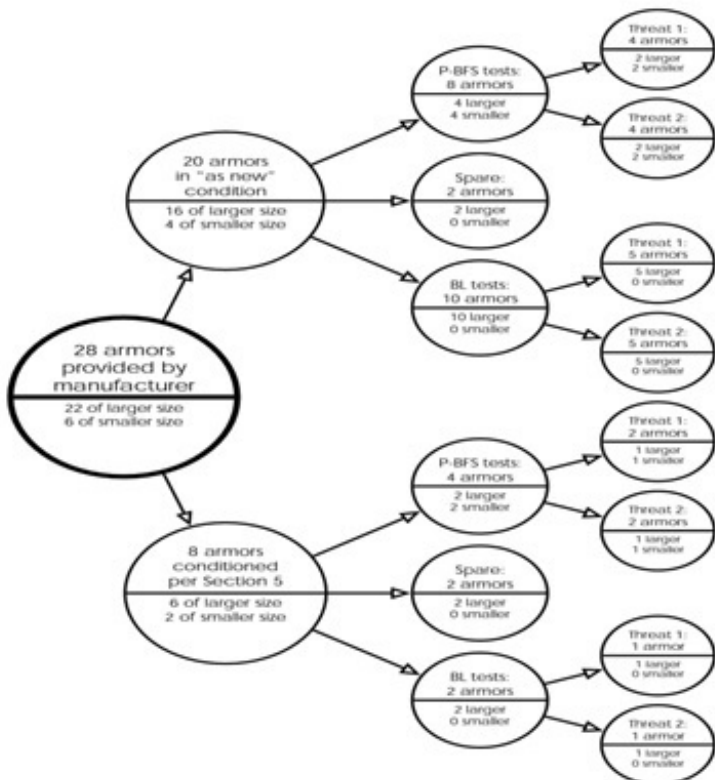 28 armors
provided by
manufacturer
22 of larger size
6 of smaller size
20 armors
in "as new"
condition
16 of larger size
4 of smaller size
P-BFS tests:
8 armors
4 larger
4 smaller
Threat 1:
4 armors
2 larger
2 smaller
Threat 2:
4 armors
2 larger
2 smaller
Spare:
2 armors
2 larger
0 smaller
BL tests:
10 armors
10 larger
0 smaller
Threat 1:
5 armors
5 larger
0 smaller
Threat 2:
5 armors
5 larger
0 smaller
8 armors
conditioned
per Section 5
6 of larger size
2 of smaller size
P-BFS tests:
4 armors
2 larger
2 smaller
Threat 1:
2 armors
1 larger
1 smaller
Threat 2:
2 armors
1 larger
1 smaller
Spare:
2 armors
2 larger
0 smaller
BL tests:
2 armors
2 larger
0 smaller
Threat 1:
1 armor
1 larger
0 smaller
Threat 2:
1 armor
1 larger
0 smaller